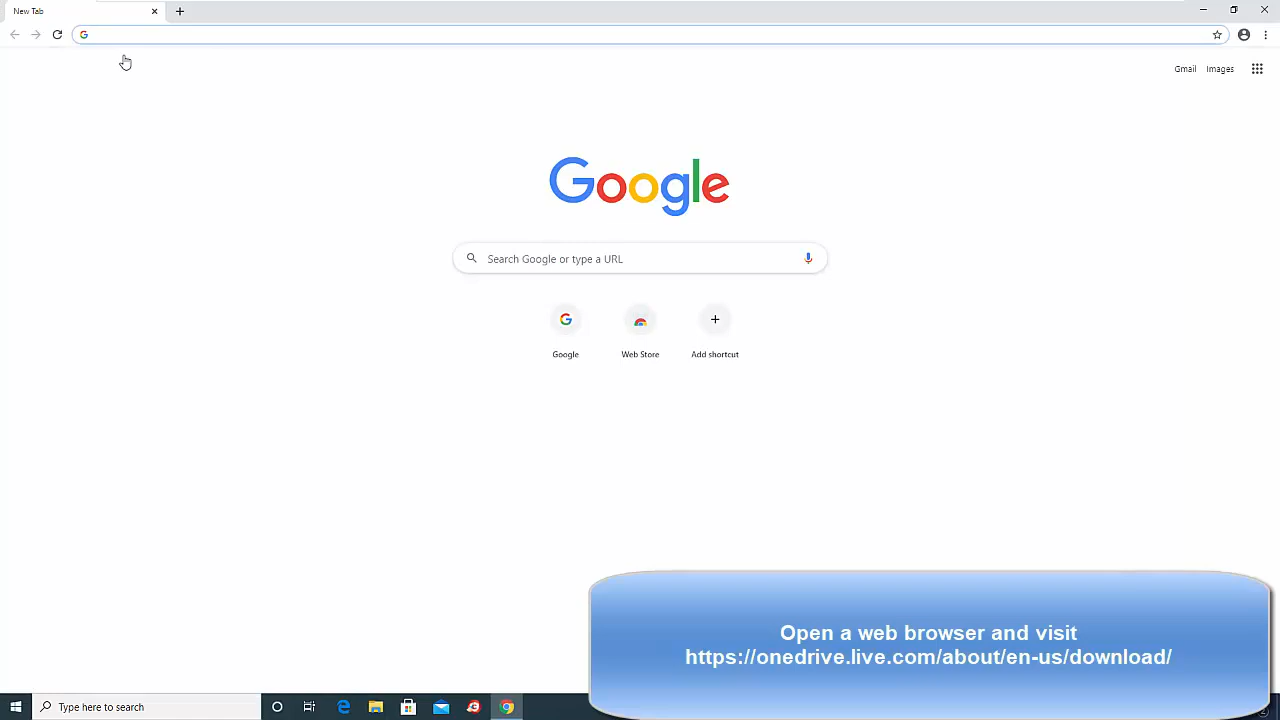 New Tab
Gmail Images
Google
Search Google or type a URL
Google Web Store Add shortcut
Open a web browser and visit
https://onedrive.live.com/about/en-us/download/
Type here to search